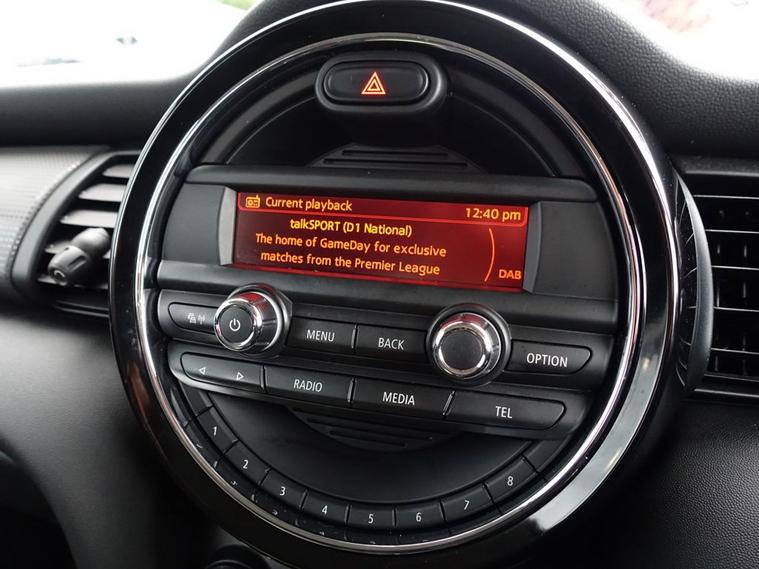 Current playback 12:40 pm
talkSPORT (D1 National)
The home of GameDay for exclusive
matches from the Premier League
DAB
MENU BACK OPTION
RADIO MEDIA TEL
1 2 3 4 5 6 7 8